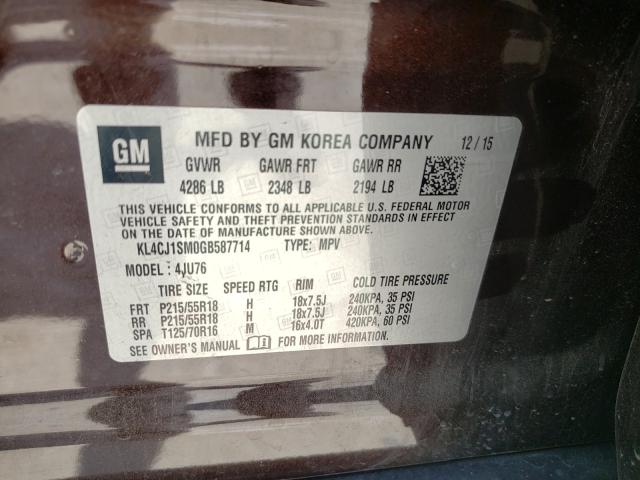 GM
MFD BY GM KOREA COMPANY 12/15
GVWR GAWR FRT GAWR RR
4286 LB 2348 LB 2194 LB
THIS VEHICLE CONFORMS TO ALL APPLICABLE U.S. FEDERAL MOTOR
VEHICLE SAFETY AND THEFT PREVENTION STANDARDS IN EFFECT
ON THE DATE OF MANUFACTURE SHOWN ABOVE.
KL4CJ1SM0GB587714 TYPE: MPV
MODEL: 4JU76
TIRE SIZE SPEED RTG RIM COLD TIRE PRESSURE
FRT P215/55R18 H 18x7.5J 240KPA, 35 PSI
RR P215/55R18 H 18x7.5J 240KPA, 35 PSI
SPA T125/70R16 M 16x4.0T 420KPA, 60 PSI
SEE OWNER'S MANUAL FOR MORE INFORMATION.